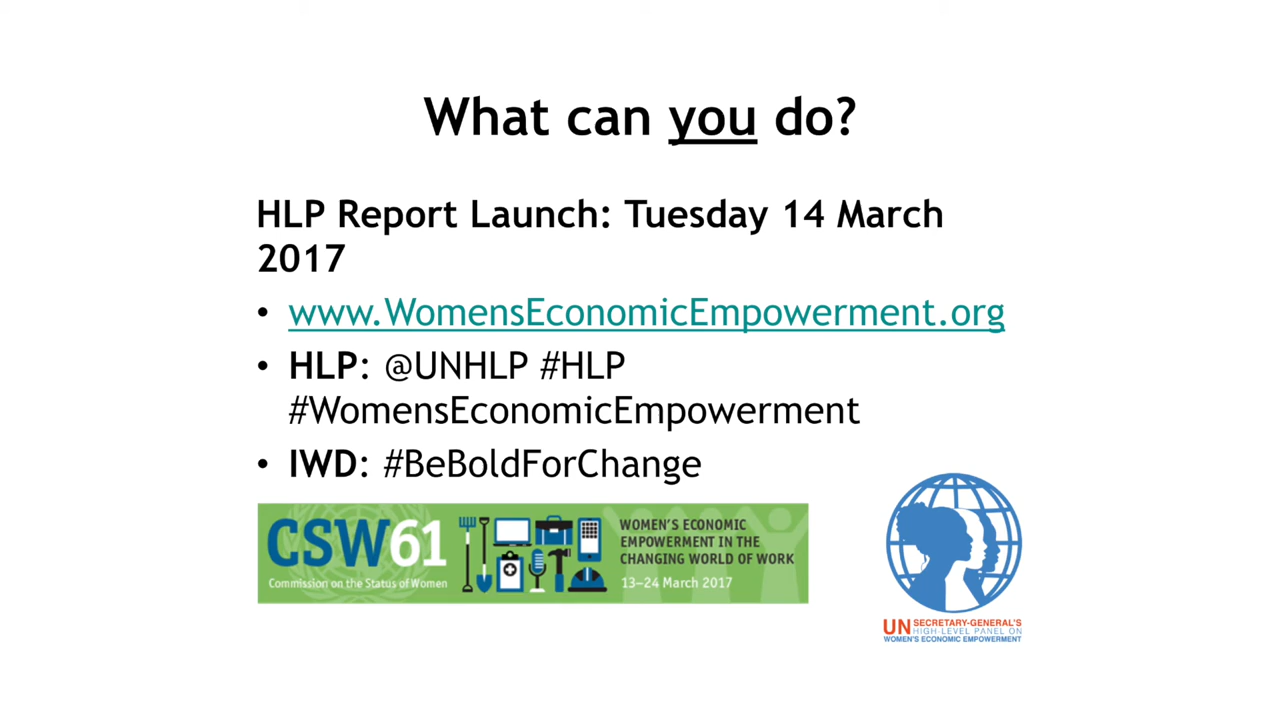 What can you do?
HLP Report Launch: Tuesday 14 March
2017
• www.WomensEconomicEmpowerment.org
• HLP: @UNHLP #HLP
#WomensEconomicEmpowerment
• IWD: #BeBoldForChange
CSW61
Commission on the Status of Women
WOMEN'S ECONOMIC
EMPOWERMENT IN THE
CHANGING WORLD OF WORK
13–24 March 2017
UN SECRETARY-GENERAL'S
HIGH-LEVEL PANEL ON
WOMEN'S ECONOMIC EMPOWERMENT